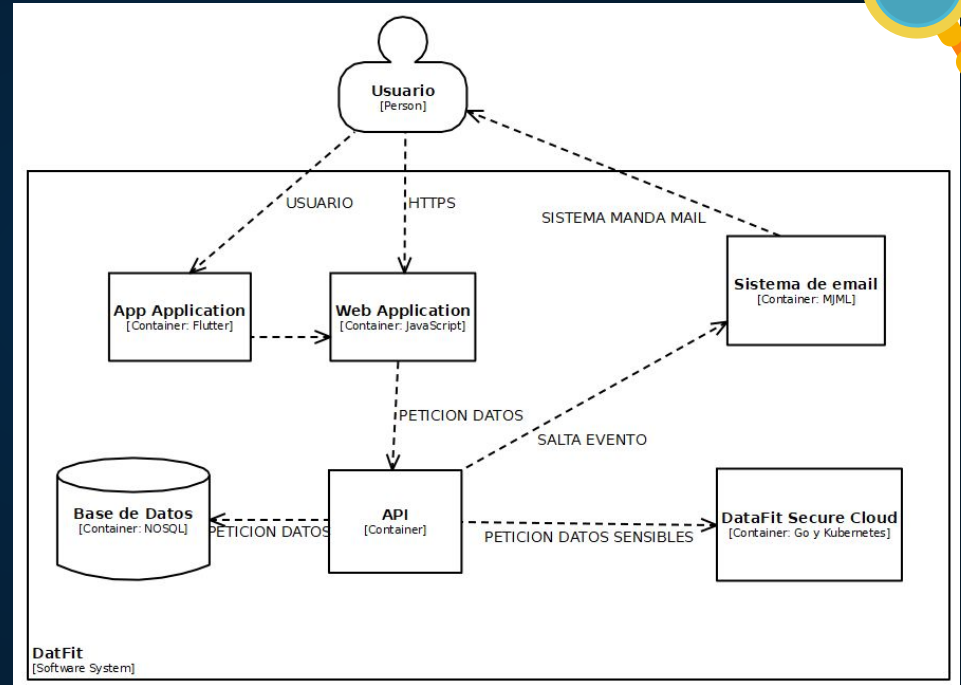 Usuario
[Person]
USUARIO
HTTPS
SISTEMA MANDA MAIL
App Application
[Container: Flutter]
Web Application
[Container: JavaScript]
Sistema de email
[Container: MJML]
PETICION DATOS
SALTA EVENTO
Base de Datos
[Container: NOSQL]
PETICION DATOS
API
[Container]
PETICION DATOS SENSIBLES
DataFit Secure Cloud
[Container: Go y Kubernetes]
DatFit
[Software System]